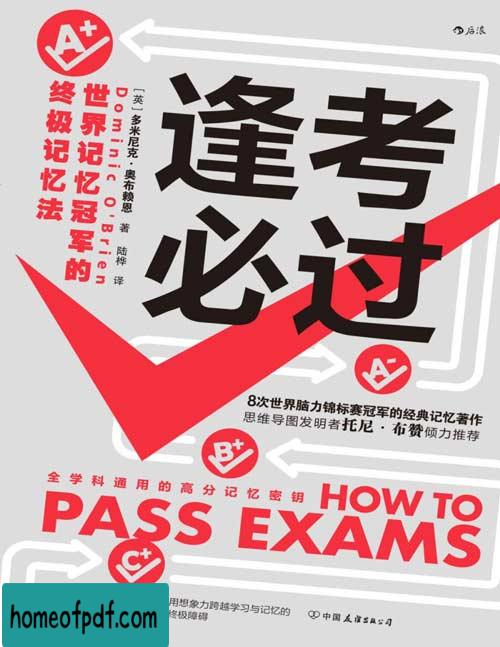 A+
后浪
逢考
必过
世界记忆冠军的
终极记忆法
Dominic O'Brien
[英]多米尼克·奥布赖恩 著
陆桦 译
A-
8次世界脑力锦标赛冠军的经典记忆著作
思维导图发明者托尼·布赞倾力推荐
B+
全学科通用的高分记忆密钥
HOW TO
PASS EXAMS
C+
用想象力跨越学习与记忆的
终极障碍
中国友谊出版公司
homeofpdf.com